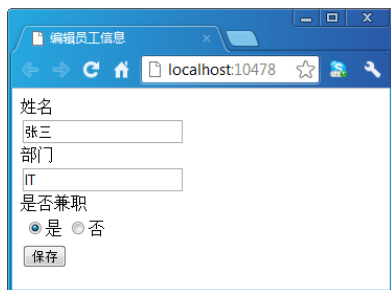 编辑员工信息
localhost:10478
姓名
张三
部门
IT
是否兼职
是 否
保存